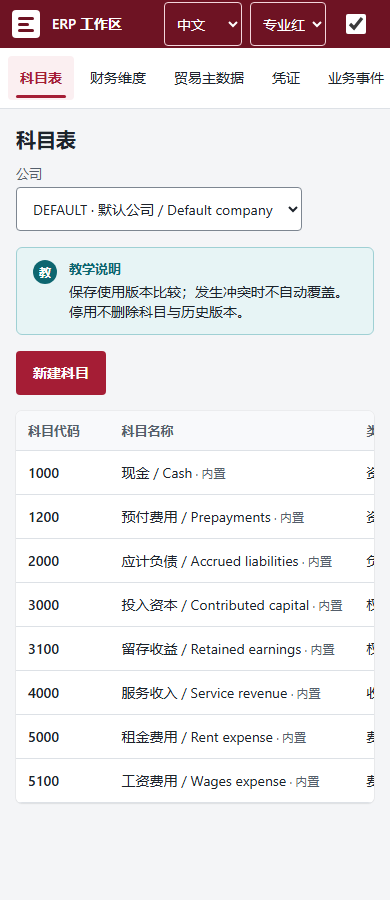 ERP 工作区 中文 专业红
科目表 财务维度 贸易主数据 凭证 业务事件
科目表
公司
DEFAULT · 默认公司 / Default company
教 教学说明
保存使用版本比较；发生冲突时不自动覆盖。
停用不删除科目与历史版本。
新建科目
科目代码 科目名称
1000 现金 / Cash · 内置
1200 预付费用 / Prepayments · 内置
2000 应计负债 / Accrued liabilities · 内置
3000 投入资本 / Contributed capital · 内置
3100 留存收益 / Retained earnings · 内置
4000 服务收入 / Service revenue · 内置
5000 租金费用 / Rent expense · 内置
5100 工资费用 / Wages expense · 内置